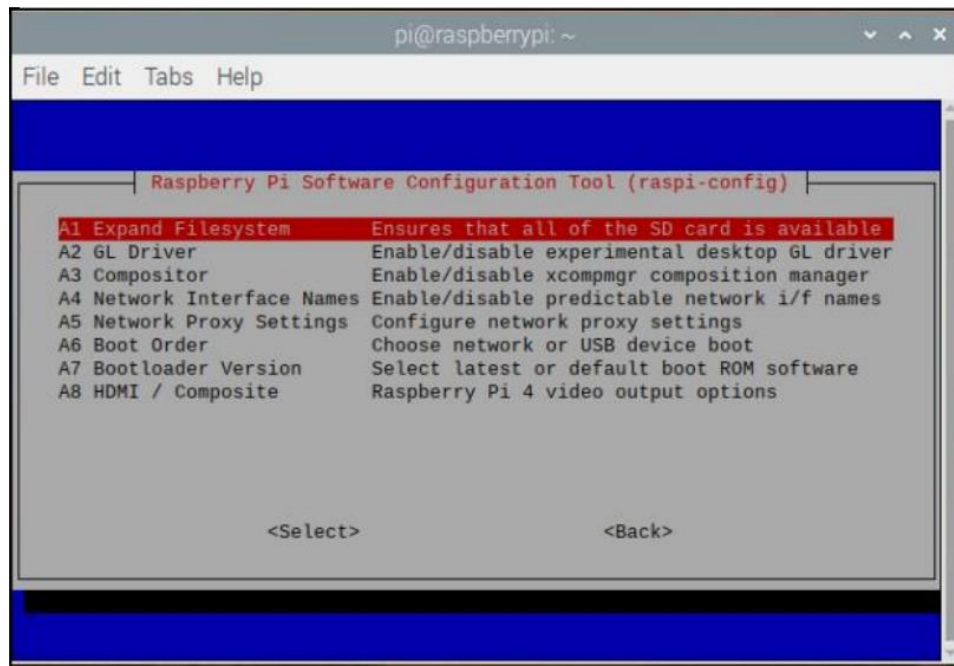 pi@raspberrypi: ~
File Edit Tabs Help
Raspberry Pi Software Configuration Tool (raspi-config)
A1 Expand Filesystem Ensures that all of the SD card is available
A2 GL Driver Enable/disable experimental desktop GL driver
A3 Compositor Enable/disable xcompmgr composition manager
A4 Network Interface Names Enable/disable predictable network i/f names
A5 Network Proxy Settings Configure network proxy settings
A6 Boot Order Choose network or USB device boot
A7 Bootloader Version Select latest or default boot ROM software
A8 HDMI / Composite Raspberry Pi 4 video output options
<Select> <Back>